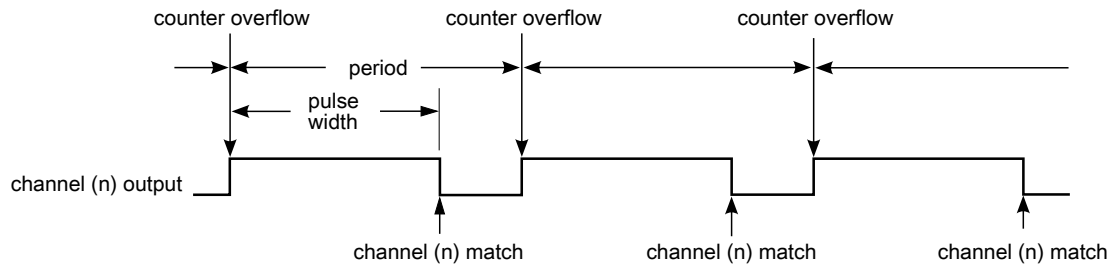 counter overflow
counter overflow
counter overflow
period
pulse
width
channel (n) output
channel (n) match
channel (n) match
channel (n) match